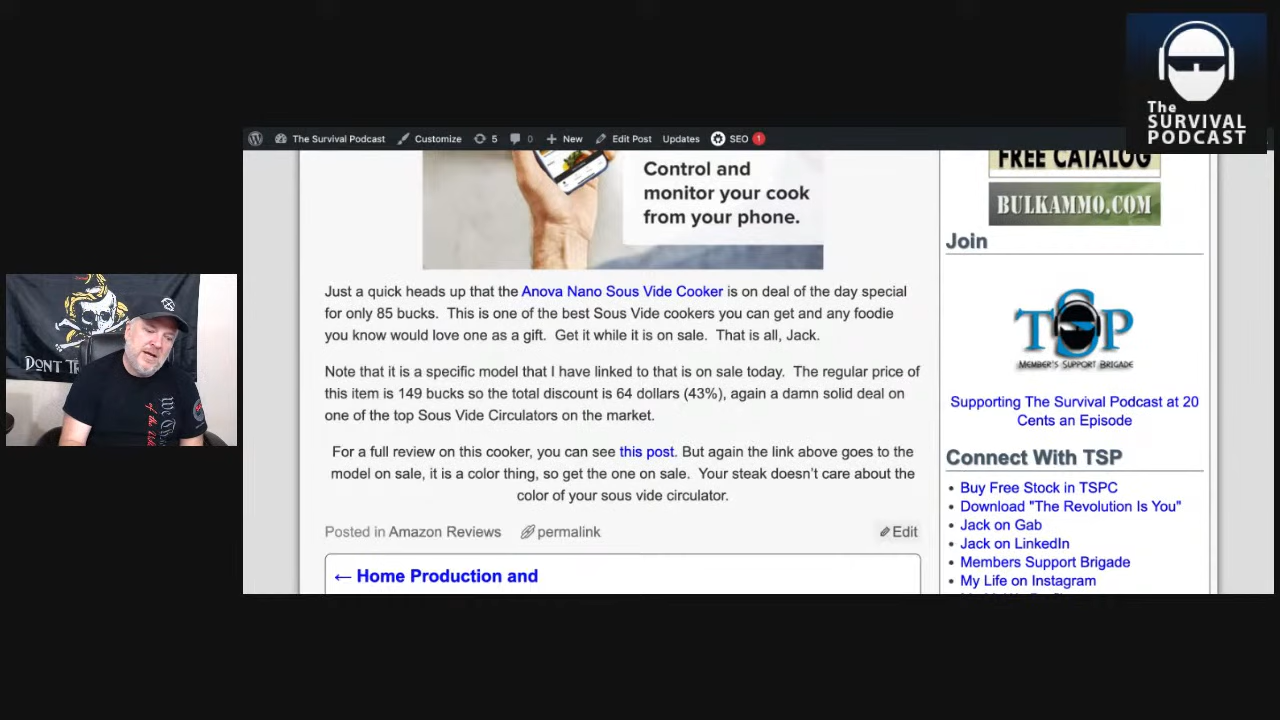 The
SURVIVAL
PODCAST
The Survival Podcast
Customize
5
0
New
Edit Post
Updates
SEO
1
Control and
monitor your cook
from your phone.
Just a quick heads up that the Anova Nano Sous Vide Cooker is on deal of the day special
for only 85 bucks.  This is one of the best Sous Vide cookers you can get and any foodie
you know would love one as a gift.  Get it while it is on sale.  That is all, Jack.
Note that it is a specific model that I have linked to that is on sale today.  The regular price of
this item is 149 bucks so the total discount is 64 dollars (43%), again a damn solid deal on
one of the top Sous Vide Circulators on the market.
For a full review on this cooker, you can see this post. But again the link above goes to the
model on sale, it is a color thing, so get the one on sale.  Your steak doesn't care about the
color of your sous vide circulator.
Posted in Amazon Reviews
permalink
Edit
← Home Production and
FREE CATALOG
BULKAMMO.COM
Join
TSP
MEMBER'S SUPPORT BRIGADE
Supporting The Survival Podcast at 20
Cents an Episode
Connect With TSP
• Buy Free Stock in TSPC
• Download "The Revolution Is You"
• Jack on Gab
• Jack on LinkedIn
• Members Support Brigade
• My Life on Instagram
DONT
We The